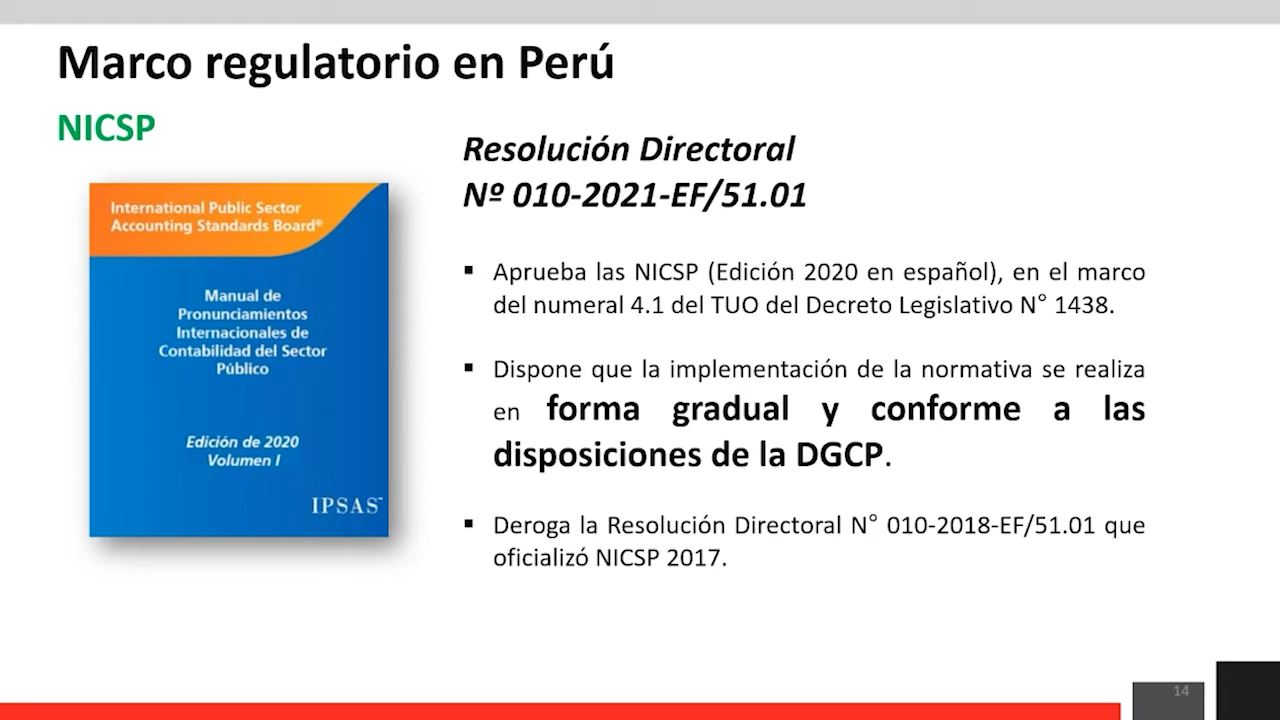 Marco regulatorio en Perú
NICSP
International Public Sector
Accounting Standards Board®
Manual de
Pronunciamientos
Internacionales de
Contabilidad del Sector
Público
Edición de 2020
Volumen I
IPSAS™
Resolución Directoral
Nº 010-2021-EF/51.01
▪ Aprueba las NICSP (Edición 2020 en español), en el marco
del numeral 4.1 del TUO del Decreto Legislativo N° 1438.
▪ Dispone que la implementación de la normativa se realiza
en forma gradual y conforme a las
disposiciones de la DGCP.
▪ Deroga la Resolución Directoral N° 010-2018-EF/51.01 que
oficializó NICSP 2017.
14